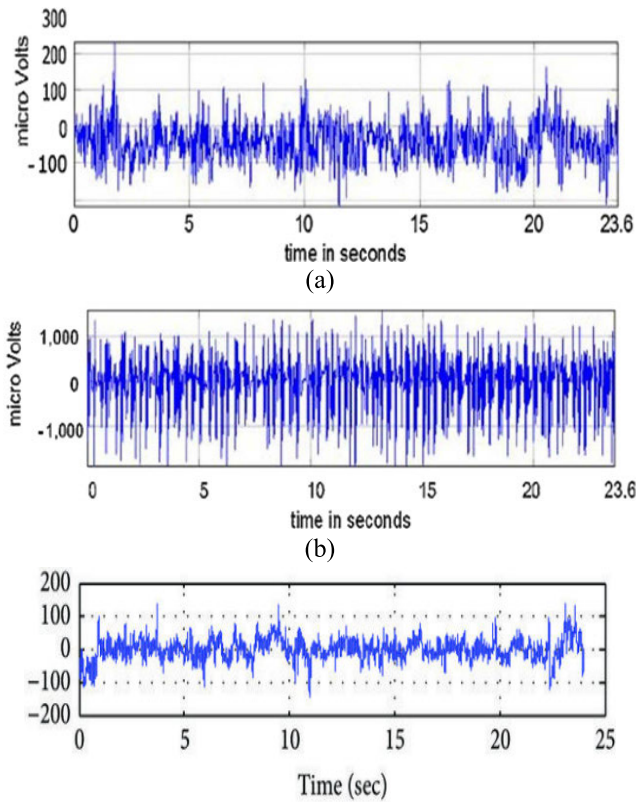 300
200
100
0
-100
micro Volts
0 5 10 15 20 23.6
time in seconds
(a)
1,000
0
-1,000
micro Volts
0 5 10 15 20 23.6
time in seconds
(b)
200
100
0
−100
−200
0 5 10 15 20 25
Time (sec)